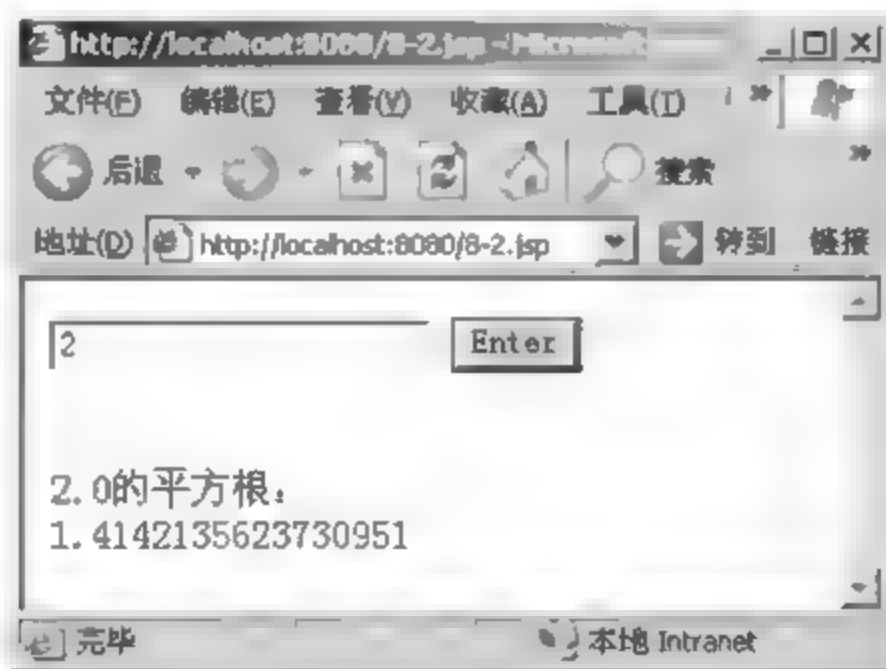 http://localhost:8080/8-2.jsp - Microsoft
文件(F) 编辑(E) 查看(V) 收藏(A) 工具(T) »
后退 搜索 »
地址(D) http://localhost:8080/8-2.jsp 转到 链接
2 Enter
2.0的平方根：
1.4142135623730951
完毕 本地 Intranet